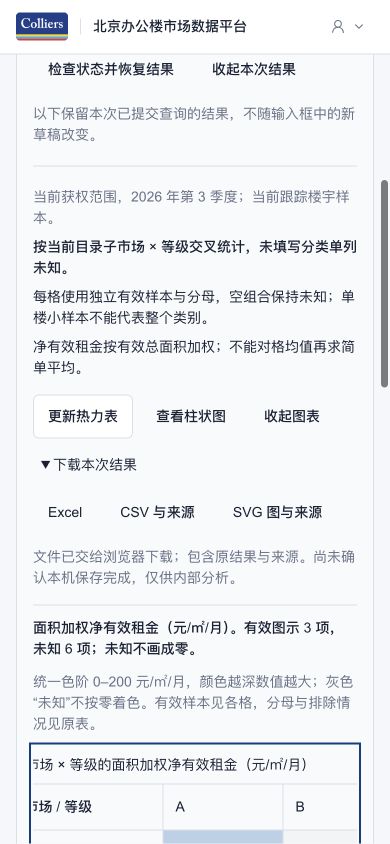 Colliers
北京办公楼市场数据平台
检查状态并恢复结果 收起本次结果
以下保留本次已提交查询的结果，不随输入框中的新
草稿改变。
当前获权范围，2026 年第 3 季度；当前跟踪楼宇样
本。
按当前目录子市场 × 等级交叉统计，未填写分类单列
未知。
每格使用独立有效样本与分母，空组合保持未知；单
楼小样本不能代表整个类别。
净有效租金按有效总面积加权；不能对格均值再求简
单平均。
更新热力表 查看柱状图 收起图表
▼下载本次结果
Excel CSV 与来源 SVG 图与来源
文件已交给浏览器下载；包含原结果与来源。尚未确
认本机保存完成，仅供内部分析。
面积加权净有效租金（元/㎡/月）。有效图示 3 项，
未知 6 项；未知不画成零。
统一色阶 0–200 元/㎡/月，颜色越深数值越大；灰色
“未知”不按零着色。有效样本见各格，分母与排除情
况见原表。
市场 × 等级的面积加权净有效租金（元/㎡/月）
市场 / 等级 A B